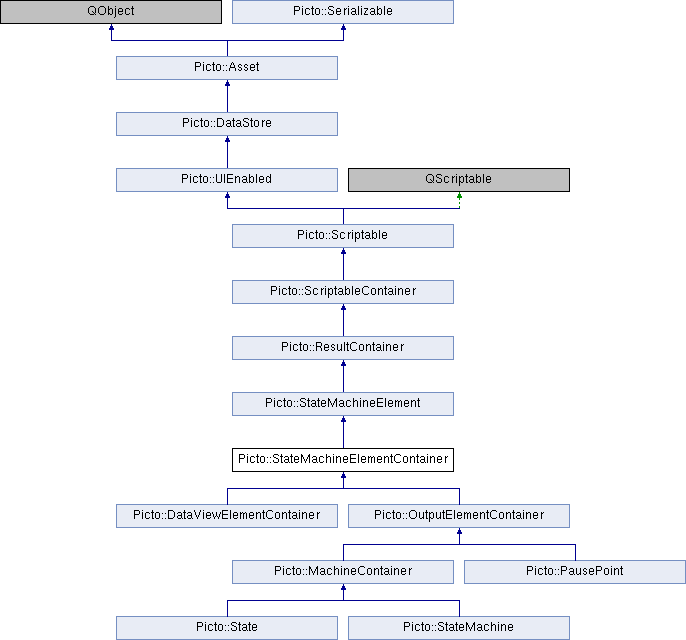 QObject
Picto::Serializable
Picto::Asset
Picto::DataStore
Picto::UIEnabled
QScriptable
Picto::Scriptable
Picto::ScriptableContainer
Picto::ResultContainer
Picto::StateMachineElement
Picto::StateMachineElementContainer
Picto::DataViewElementContainer
Picto::OutputElementContainer
Picto::MachineContainer
Picto::PausePoint
Picto::State
Picto::StateMachine